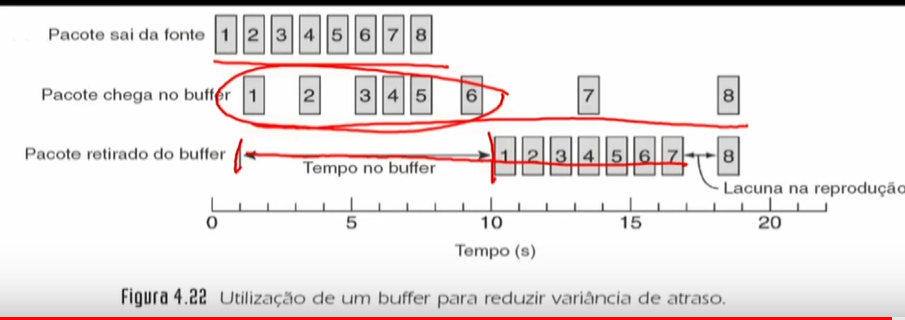 Pacote sai da fonte 1 2 3 4 5 6 7 8
Pacote chega no buffer 1 2 3 4 5 6 7 8
Pacote retirado do buffer 1 2 3 4 5 6 7 8
Tempo no buffer
Lacuna na reprodução
0 5 10 15 20
Tempo (s)
Figura 4.22 Utilização de um buffer para reduzir variância de atraso.